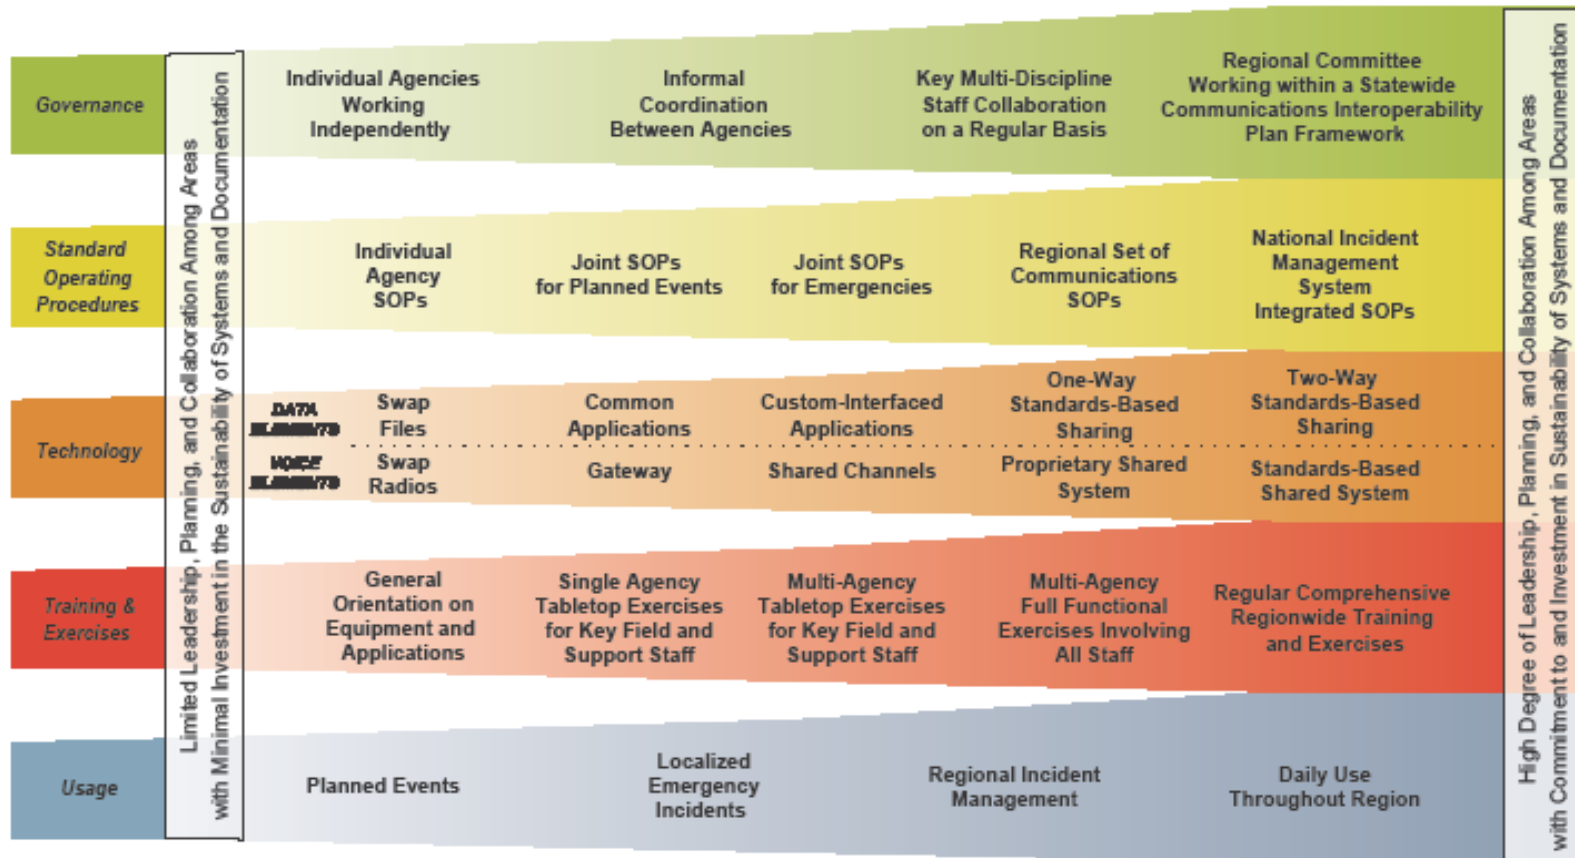 Governance
Individual Agencies
Working
Independently
Informal
Coordination
Between Agencies
Key Multi-Discipline
Staff Collaboration
on a Regular Basis
Regional Committee
Working within a Statewide
Communications Interoperability
Plan Framework
Standard
Operating
Procedures
Individual
Agency
SOPs
Joint SOPs
for Planned Events
Joint SOPs
for Emergencies
Regional Set of
Communications
SOPs
National Incident
Management
System
Integrated SOPs
Technology
DATA
ELEMENTS
Swap
Files
Common
Applications
Custom-Interfaced
Applications
One-Way
Standards-Based
Sharing
Two-Way
Standards-Based
Sharing
VOICE
ELEMENTS
Swap
Radios
Gateway
Shared Channels
Proprietary Shared
System
Standards-Based
Shared System
Training &
Exercises
General
Orientation on
Equipment and
Applications
Single Agency
Tabletop Exercises
for Key Field and
Support Staff
Multi-Agency
Tabletop Exercises
for Key Field and
Support Staff
Multi-Agency
Full Functional
Exercises Involving
All Staff
Regular Comprehensive
Regionwide Training
and Exercises
Usage
Planned Events
Localized
Emergency
Incidents
Regional Incident
Management
Daily Use
Throughout Region
Limited Leadership, Planning, and Collaboration Among Areas
with Minimal Investment in the Sustainability of Systems and Documentation
High Degree of Leadership, Planning, and Collaboration Among Areas
with Commitment to and Investment in Sustainability of Systems and Documentation